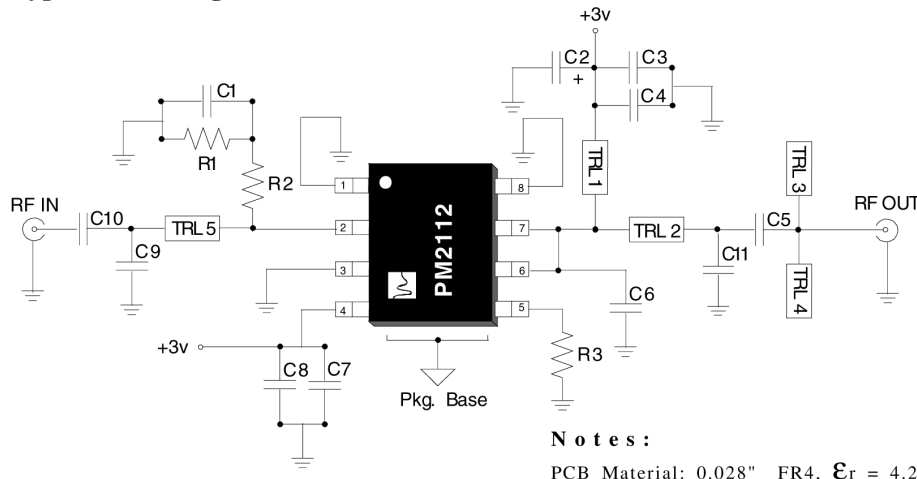 +3v
C2
+
C3
C4
C1
R1
R2
TRL 1
TRL 3
RF IN
C10
TRL 5
C9
1
2
3
4
PM2112
8
7
6
5
TRL 2
C5
C11
RF OUT
TRL 4
C6
R3
+3v
C8
C7
Pkg. Base
Notes:
PCB Material: 0.028" FR4, εr = 4.2